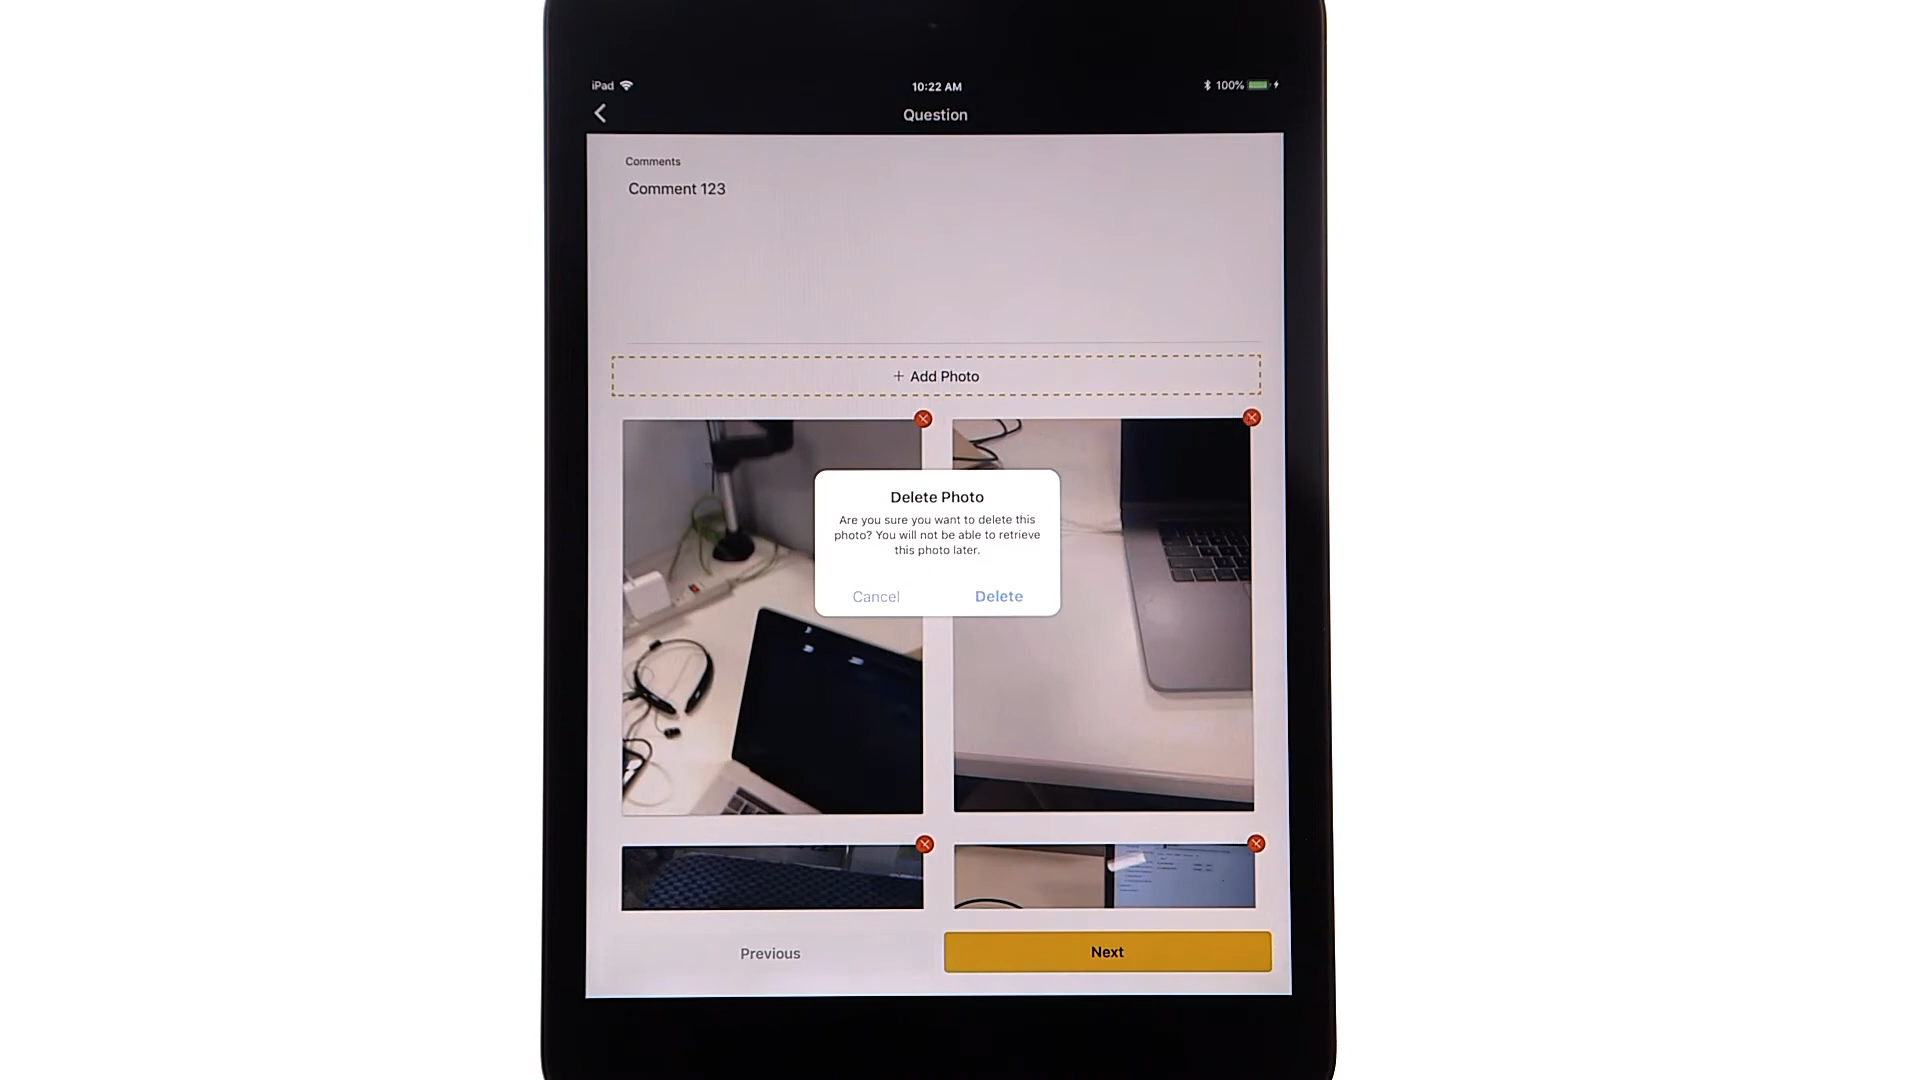 iPad
10:22 AM
100%
Question
Comments
Comment 123
+ Add Photo
Delete Photo
Are you sure you want to delete this
photo? You will not be able to retrieve
this photo later.
Cancel
Delete
Previous
Next